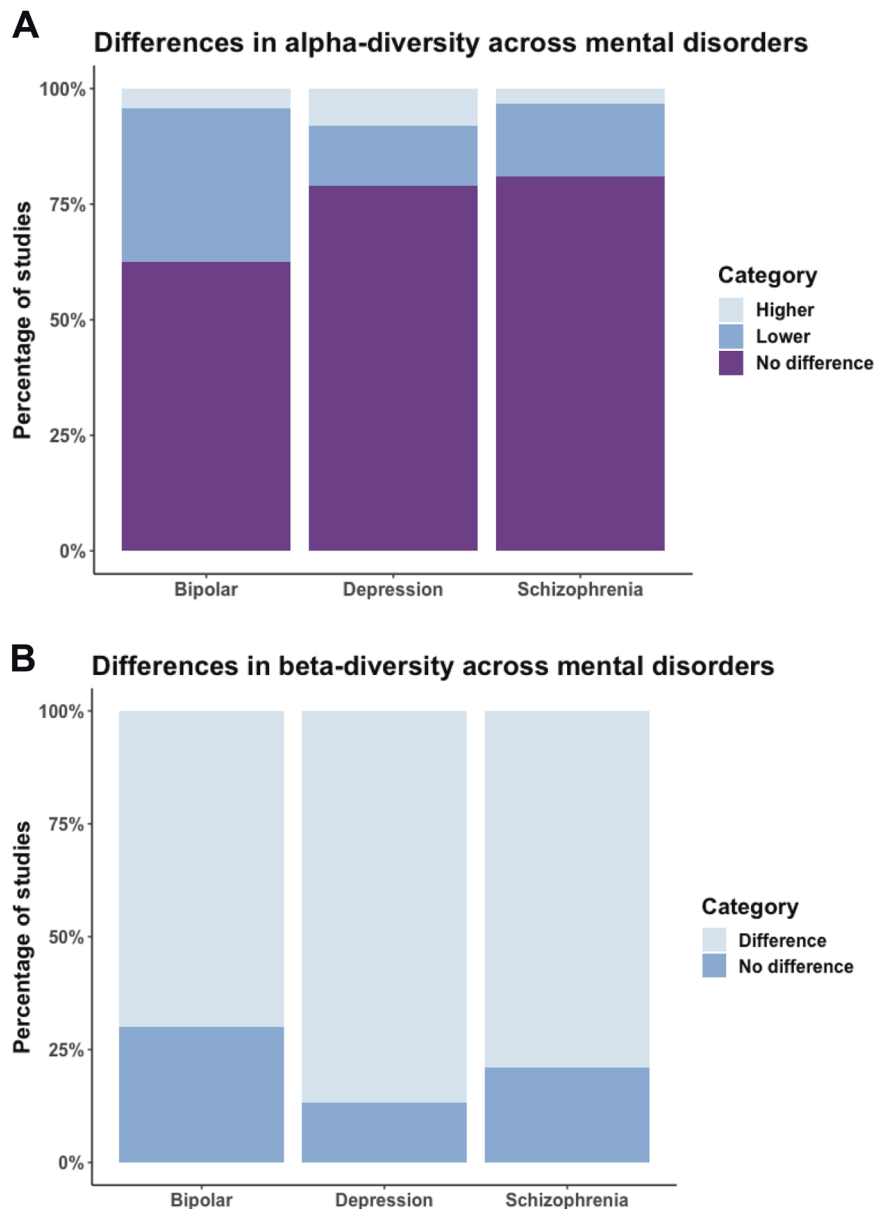 A
Differences in alpha-diversity across mental disorders
Percentage of studies
100%
75%
50%
25%
0%
Bipolar Depression Schizophrenia
Category
Higher
Lower
No difference
B
Differences in beta-diversity across mental disorders
Percentage of studies
100%
75%
50%
25%
0%
Bipolar Depression Schizophrenia
Category
Difference
No difference